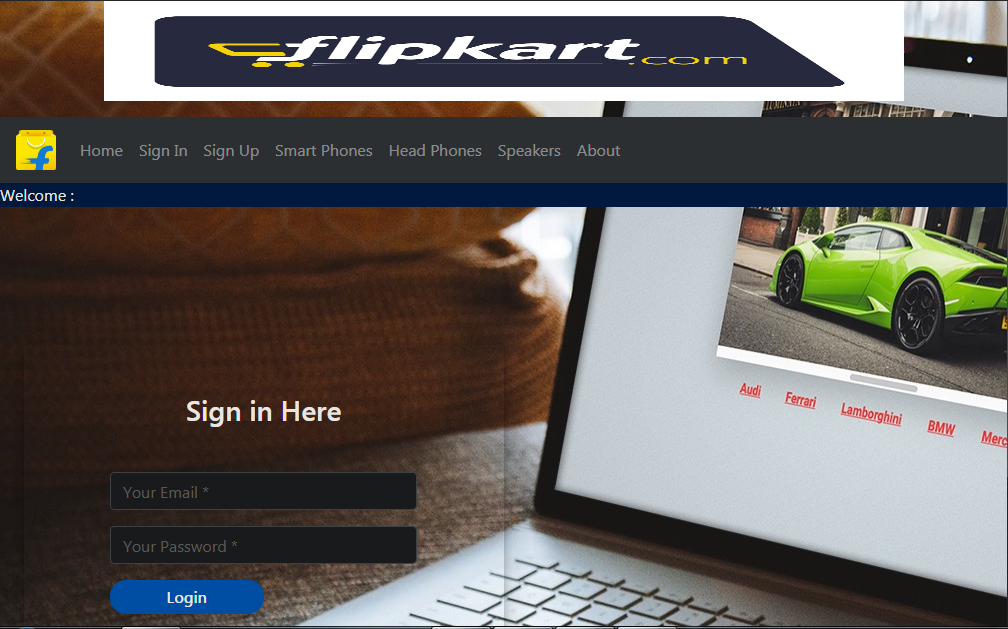 flipkart.com
Home Sign In Sign Up Smart Phones Head Phones Speakers About
Welcome :
Audi Ferrari Lamborghini BMW
Sign in Here
Your Email *
Your Password *
Login